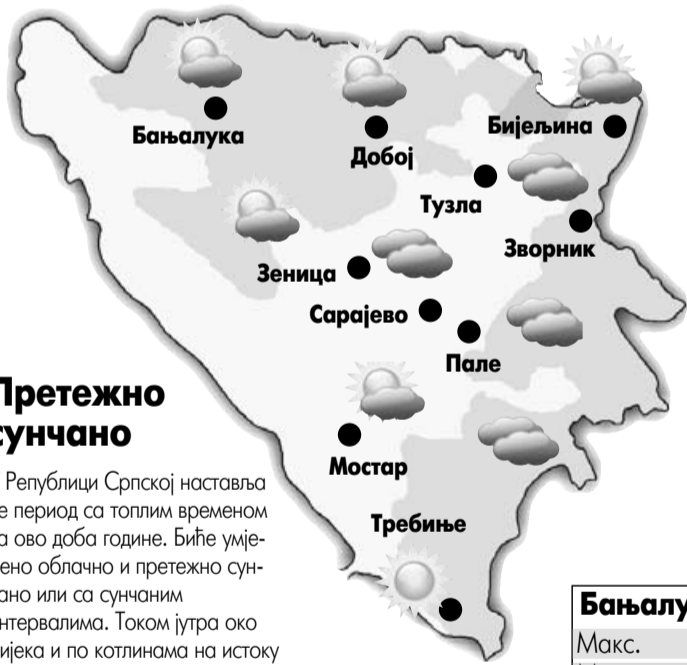 Бањалука
Добој
Бијељина
Тузла
Зворник
Зеница
Сарајево
Пале
Мостар
Требиње
Претежно
сунчано
Републици Српској наставља
е период са топлим временом
а ово доба године. Биће умје-
ено облачно и претежно сун-
ано или са сунчаним
нтервалима. Током јутра око
ијека и по котлинама на истоку
Бањалу
Макс.